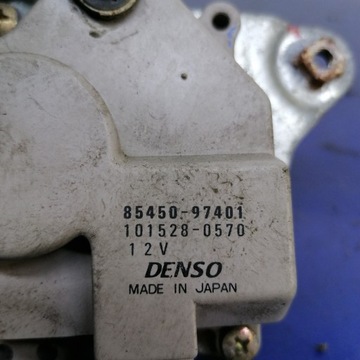 85450-97401
101528-0570
12V
DENSO
MADE IN JAPAN